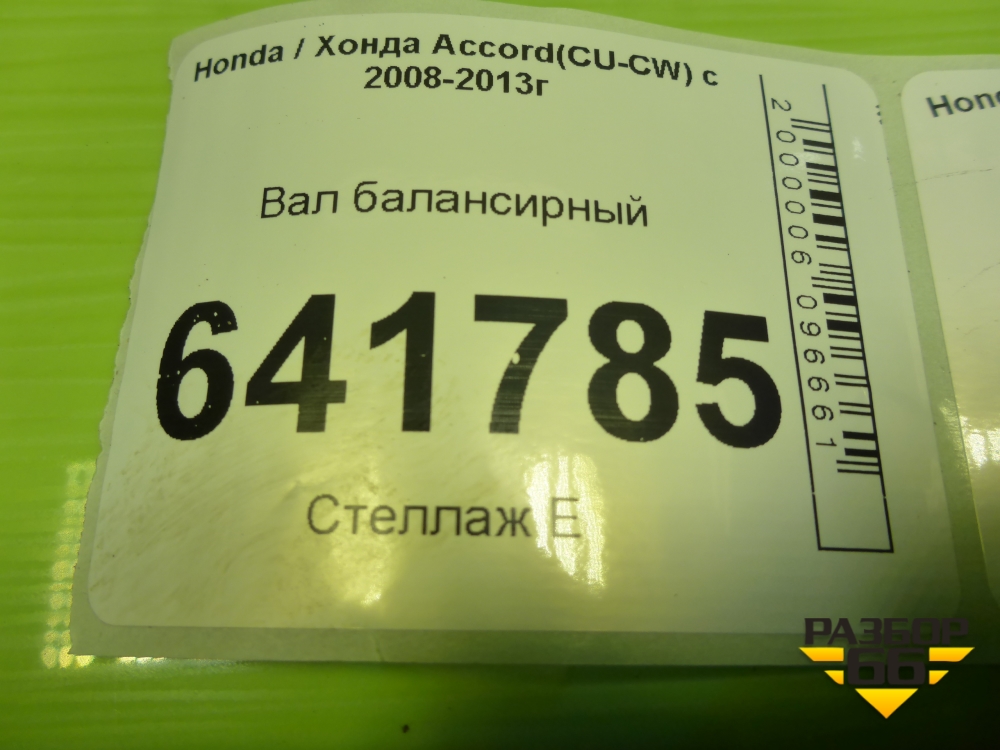 Honda / Хонда Accord(CU-CW) с
2008-2013г
Вал балансирный
641785
Стеллаж E
2000006096661
РАЗБОР
66